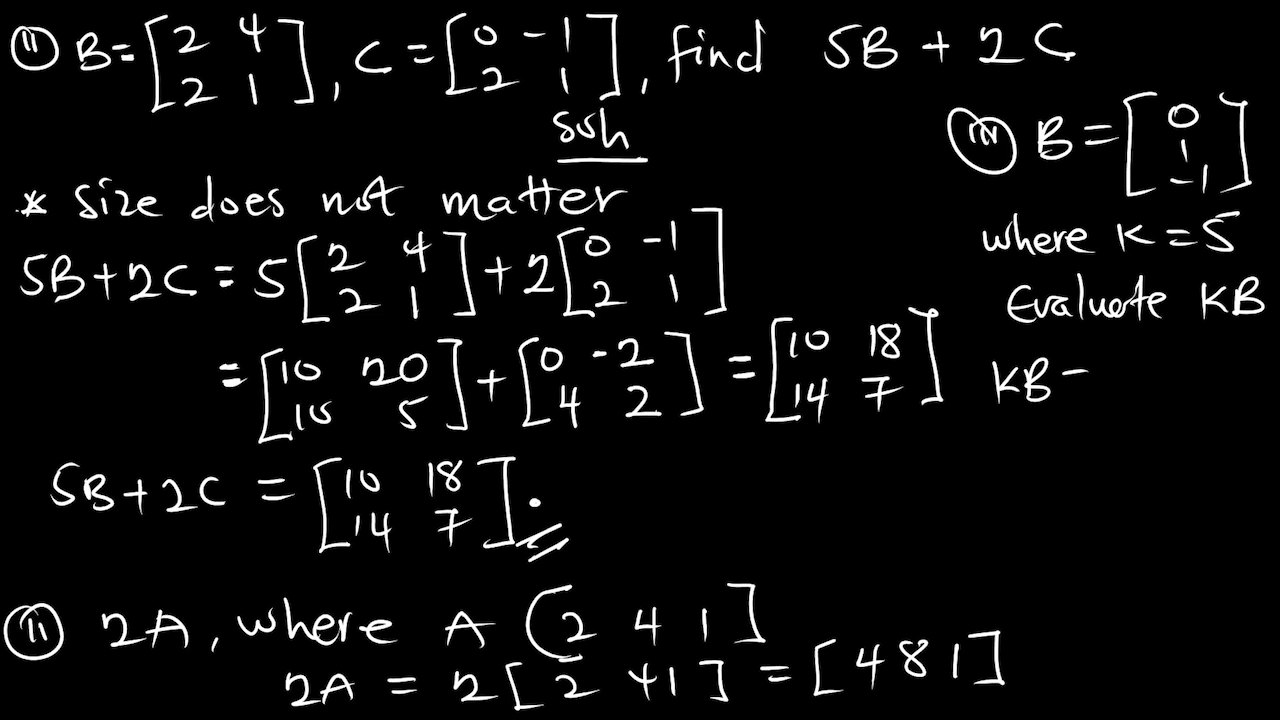 (ii) B = [2 4], C = [0 -1], find 5B + 2C
[2 1] [2 1]
soln
* Size does not matter
5B + 2C = 5[2 4] + 2[0 -1]
[2 1] [2 1]
= [10 20] + [0 -2] = [10 18]
[10 5] [4 2] [14 7]
5B + 2C = [10 18].
[14 7]
(ii) 2A, where A (2 4 1]
2A = 2[2 4 1] = [4 8 1]
B = [0]
[1]
[-1]
where K = 5
Evaluate KB
KB -